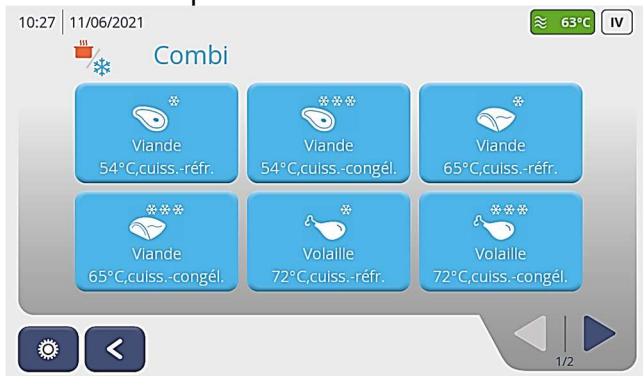 10:27 11/06/2021
63°C IV
Combi
Viande
54°C,cuiss.-réfr.
Viande
54°C,cuiss.-congél.
Viande
65°C,cuiss.-réfr.
Viande
65°C,cuiss.-congél.
Volaille
72°C,cuiss.-réfr.
Volaille
72°C,cuiss.-congél.
1/2